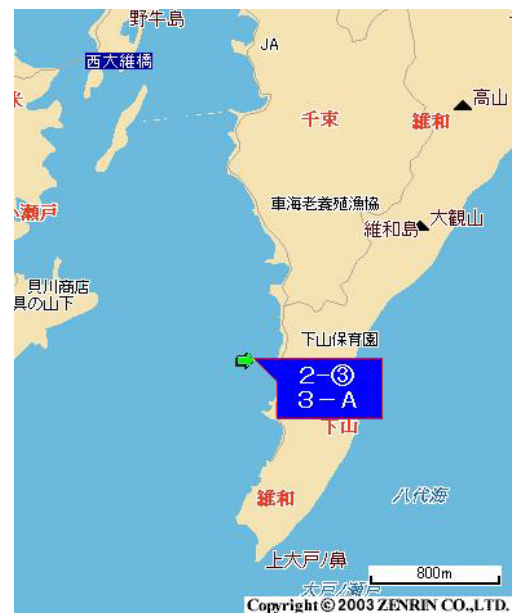 野牛島
JA
西大維橋
高山
米
千束
維和
車海老養殖漁協
瀬戸
維和島
大観山
貝川商店
具の山下
下山保育園
2-③
3-A
下山
八代海
維和
上大戸ノ鼻
800m
大戸ノ瀬戸
Copyright © 2003 ZENRIN CO.,LTD.